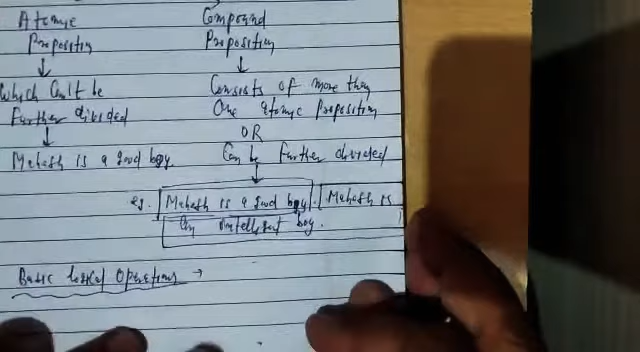 Atomic Compound
Proposition Proposition
↓ ↓
Which Can't be Consists of more than
Further divided One atomic proposition
↓ OR
Mahesh is a good boy Can be further divided
↓
eg. Mahesh is a good boy. Mahesh is
an intelligent boy.
Basic logical Operations →